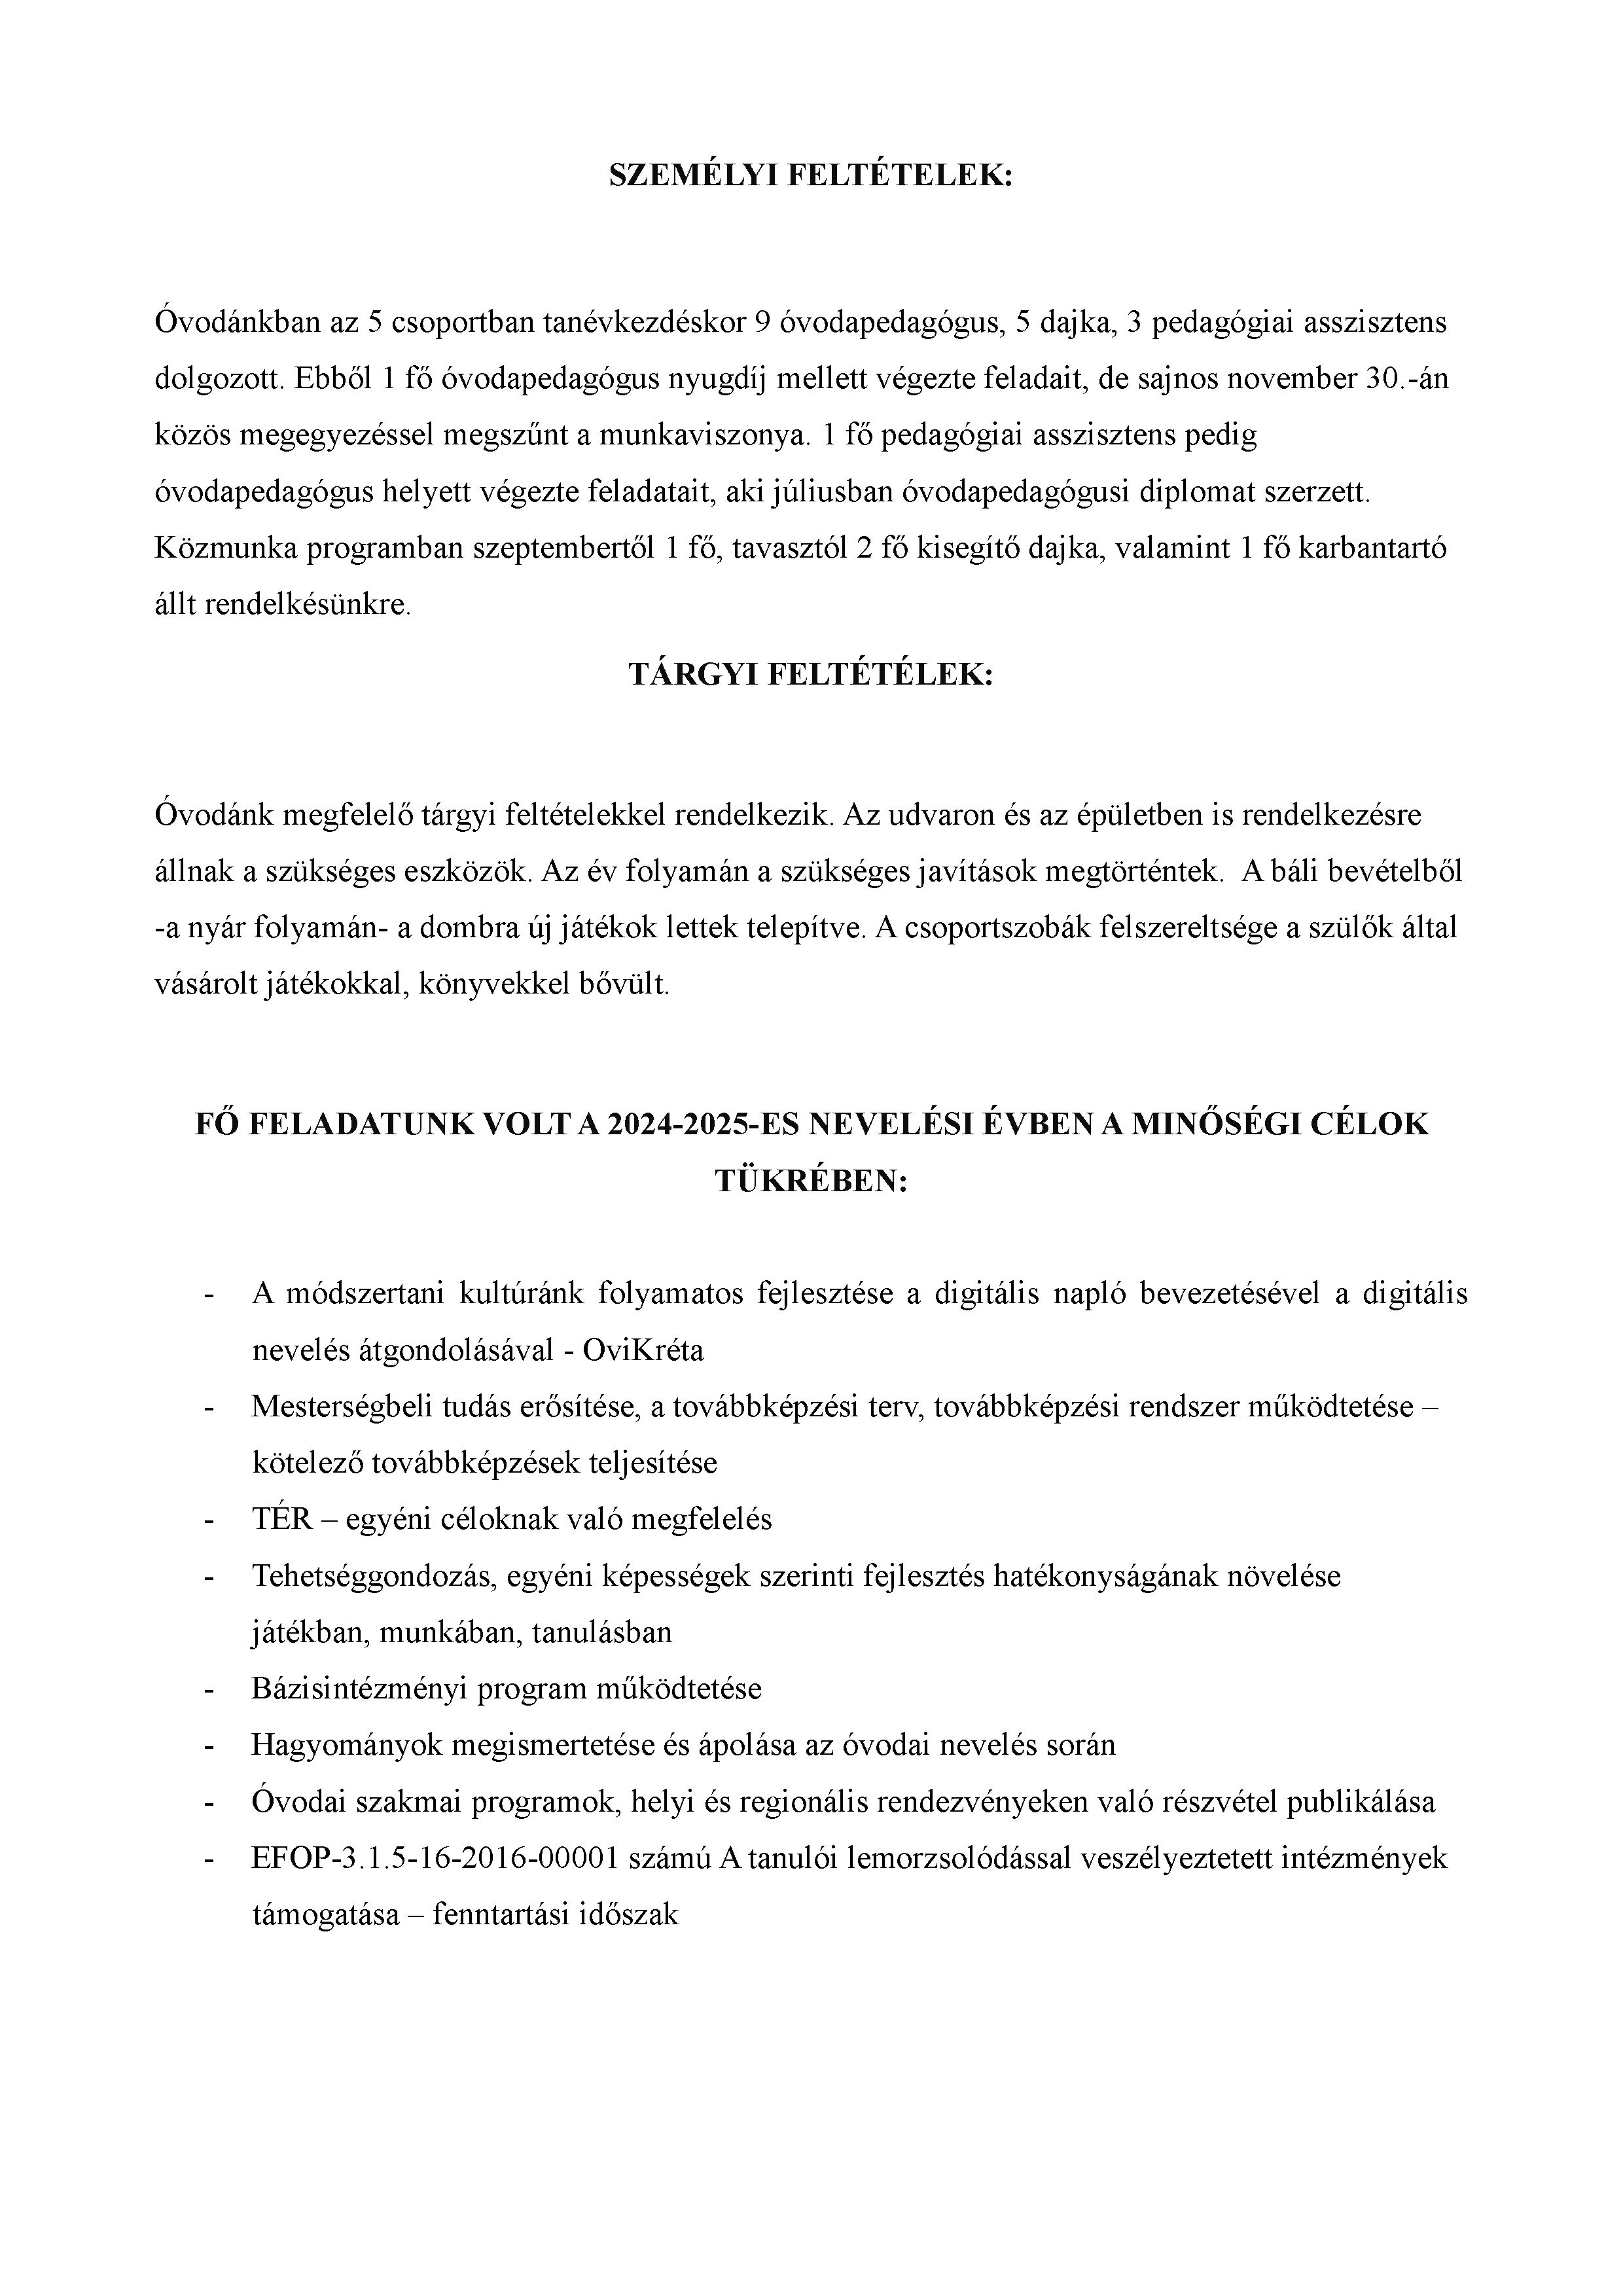 SZEMÉLYI FELTÉTELEK:
Óvodánkban az 5 csoportban tanévkezdéskor 9 óvodapedagógus, 5 dajka, 3 pedagógiai asszisztens
dolgozott. Ebből 1 fő óvodapedagógus nyugdíj mellett végezte feladait, de sajnos november 30.-án
közös megegyezéssel megszűnt a munkaviszonya. 1 fő pedagógiai asszisztens pedig
óvodapedagógus helyett végezte feladatait, aki júliusban óvodapedagógusi diplomat szerzett.
Közmunka programban szeptembertől 1 fő, tavasztól 2 fő kisegítő dajka, valamint 1 fő karbantartó
állt rendelkésünkre.
TÁRGYI FELTÉTÉLEK:
Óvodánk megfelelő tárgyi feltételekkel rendelkezik. Az udvaron és az épületben is rendelkezésre
állnak a szükséges eszközök. Az év folyamán a szükséges javítások megtörténtek.  A báli bevételből
-a nyár folyamán- a dombra új játékok lettek telepítve. A csoportszobák felszereltsége a szülők által
vásárolt játékokkal, könyvekkel bővült.
FŐ FELADATUNK VOLT A 2024-2025-ES NEVELÉSI ÉVBEN A MINŐSÉGI CÉLOK
TÜKRÉBEN:
- A módszertani kultúránk folyamatos fejlesztése a digitális napló bevezetésével a digitális
nevelés átgondolásával - OviKréta
- Mesterségbeli tudás erősítése, a továbbképzési terv, továbbképzési rendszer működtetése –
kötelező továbbképzések teljesítése
- TÉR – egyéni céloknak való megfelelés
- Tehetséggondozás, egyéni képességek szerinti fejlesztés hatékonyságának növelése
játékban, munkában, tanulásban
- Bázisintézményi program működtetése
- Hagyományok megismertetése és ápolása az óvodai nevelés során
- Óvodai szakmai programok, helyi és regionális rendezvényeken való részvétel publikálása
- EFOP-3.1.5-16-2016-00001 számú A tanulói lemorzsolódással veszélyeztetett intézmények
támogatása – fenntartási időszak